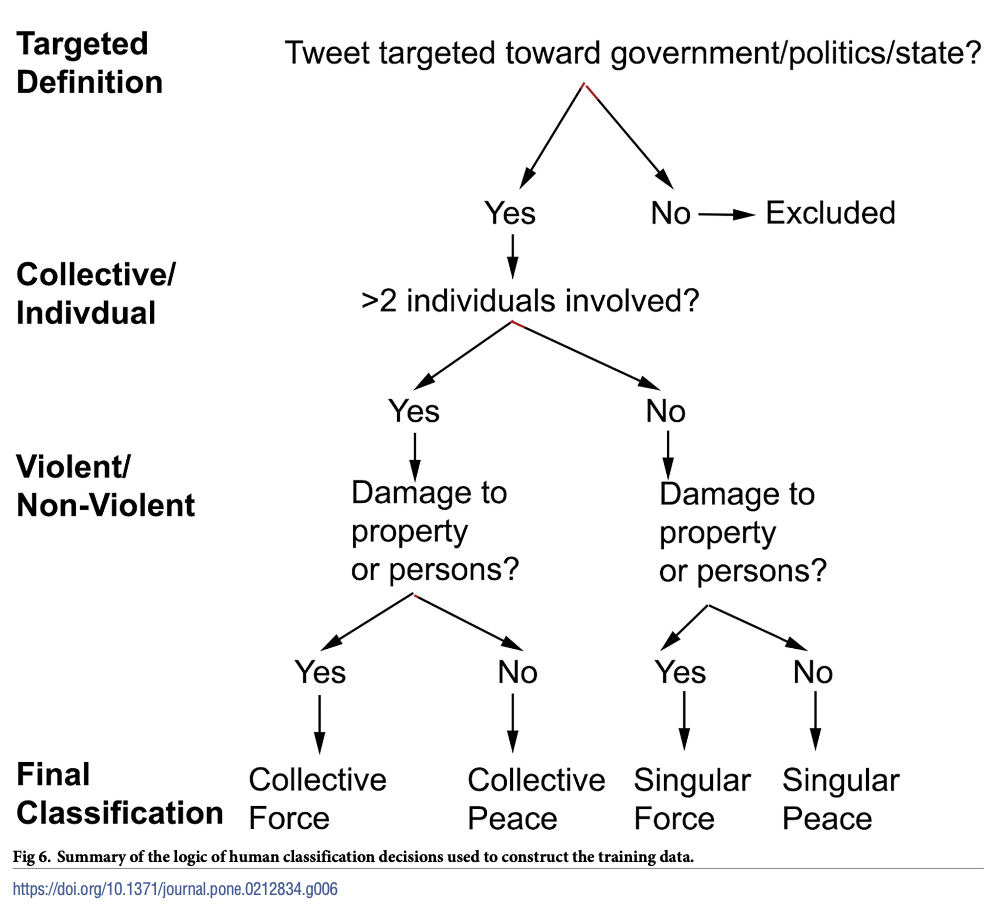 Targeted
Definition
Tweet targeted toward government/politics/state?
Yes
No
Excluded
Collective/
Indivdual
>2 individuals involved?
Yes
No
Violent/
Non-Violent
Damage to
property
or persons?
Damage to
property
or persons?
Yes
No
Yes
No
Final
Classification
Collective
Force
Collective
Peace
Singular
Force
Singular
Peace
Fig 6. Summary of the logic of human classification decisions used to construct the training data.
https://doi.org/10.1371/journal.pone.0212834.g006